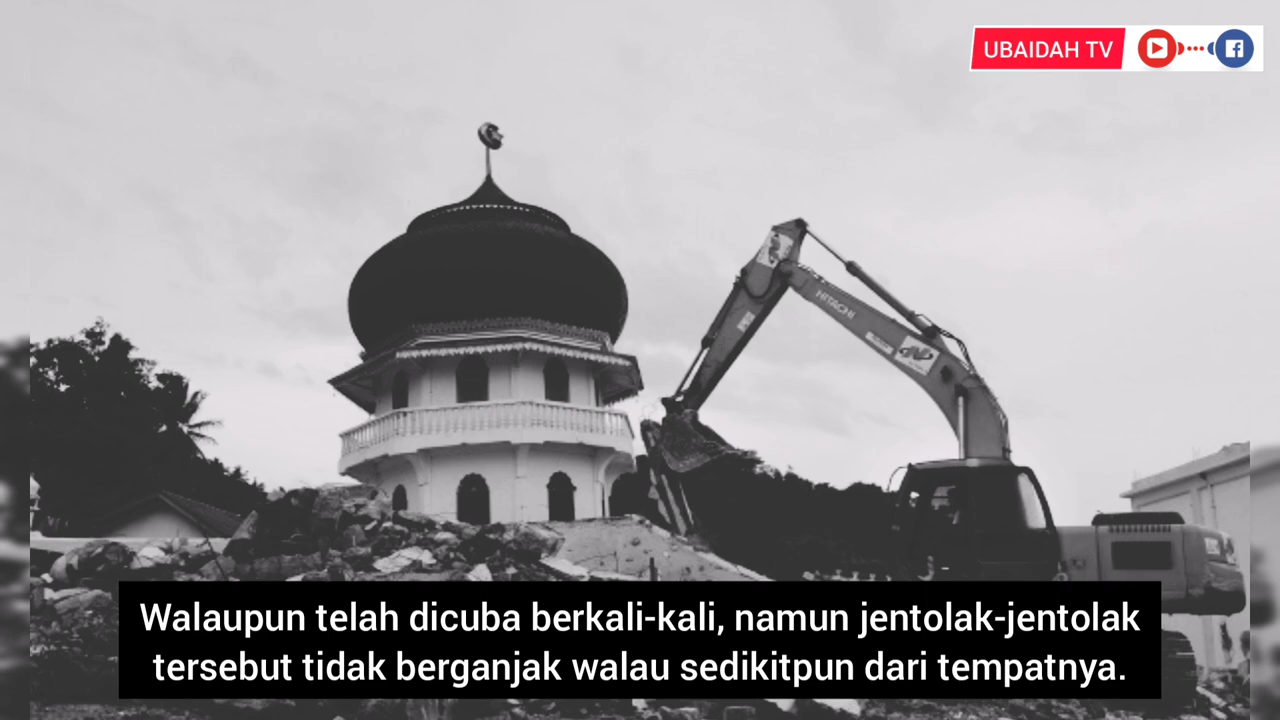 UBAIDAH TV
HITACHI
Walaupun telah dicuba berkali-kali, namun jentolak-jentolak
tersebut tidak berganjak walau sedikitpun dari tempatnya.